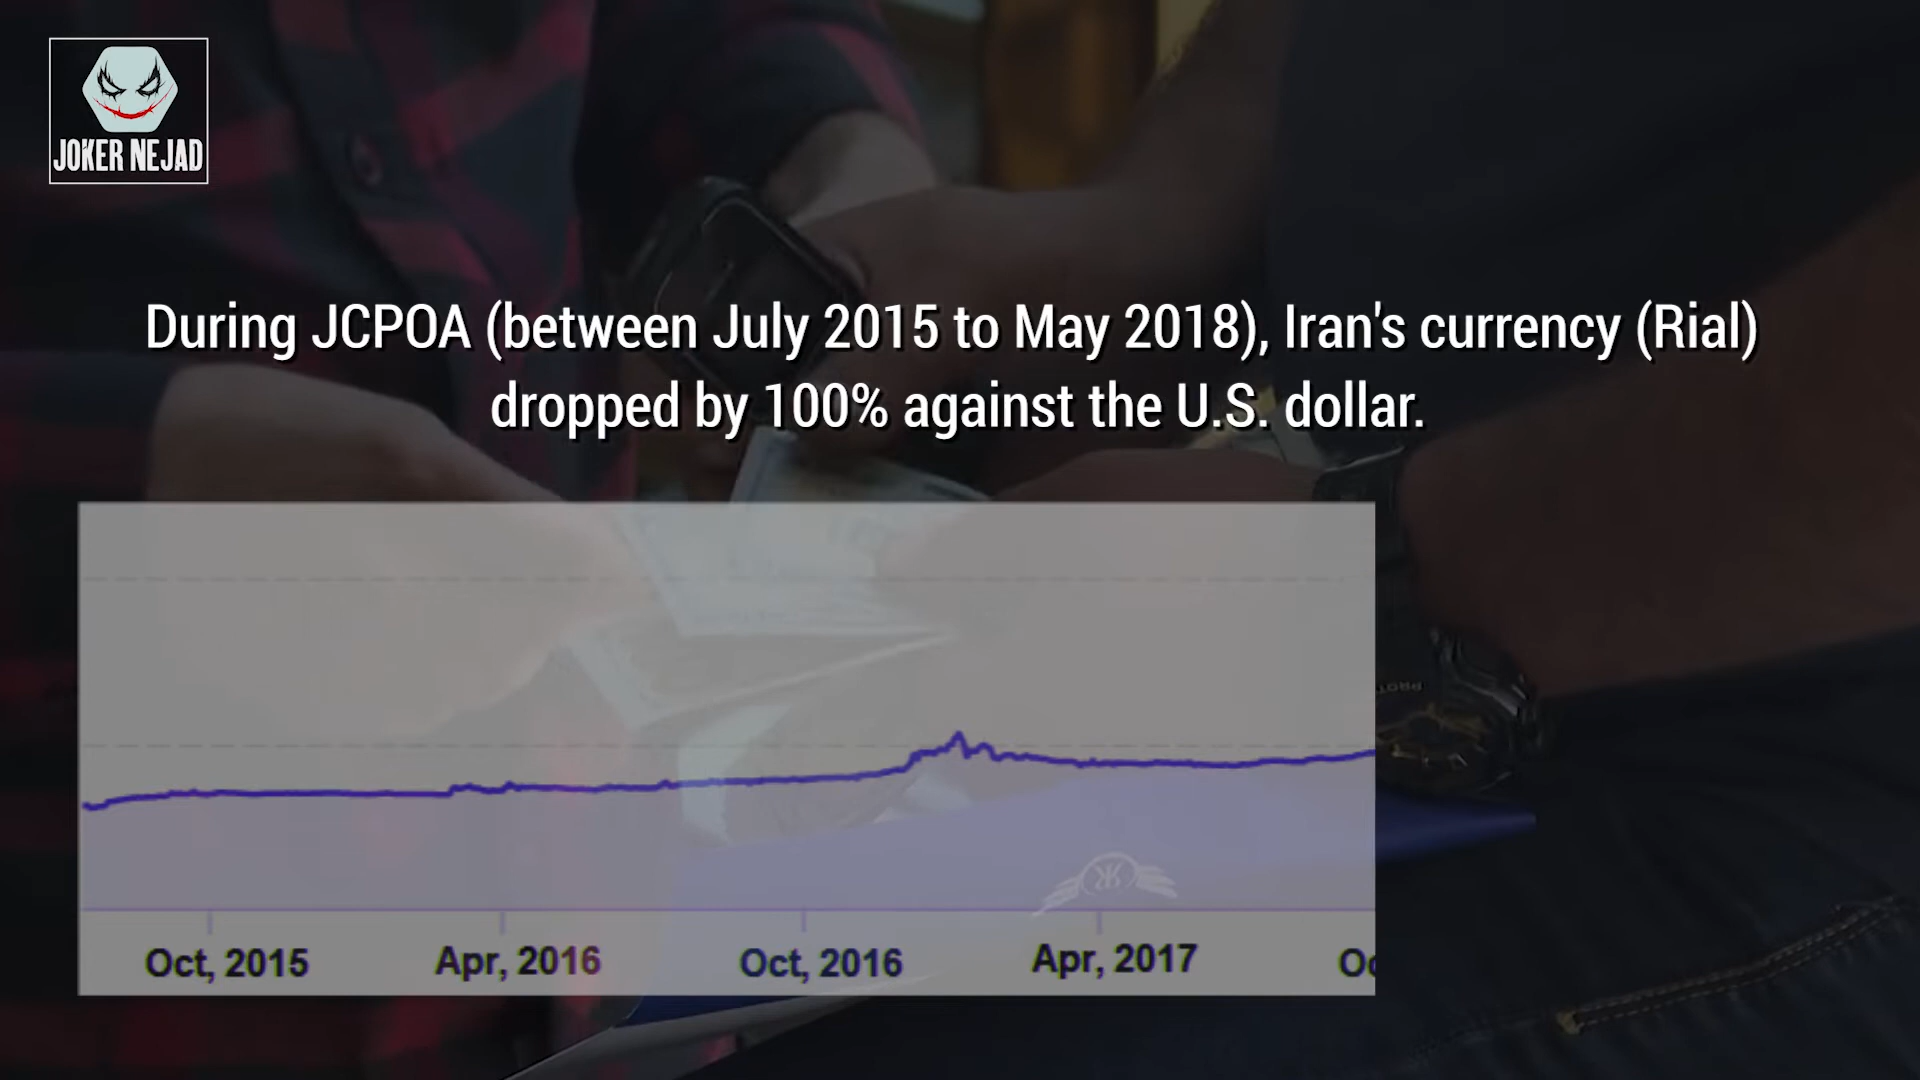 JOKER NEJAD
During JCPOA (between July 2015 to May 2018), Iran's currency (Rial)
dropped by 100% against the U.S. dollar.
Oct, 2015
Apr, 2016
Oct, 2016
Apr, 2017